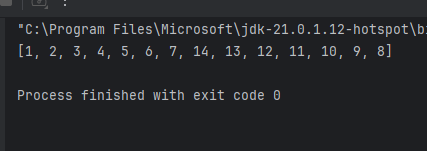 "C:\Program Files\Microsoft\jdk-21.0.1.12-hotspot\bi
[1, 2, 3, 4, 5, 6, 7, 14, 13, 12, 11, 10, 9, 8]
Process finished with exit code 0